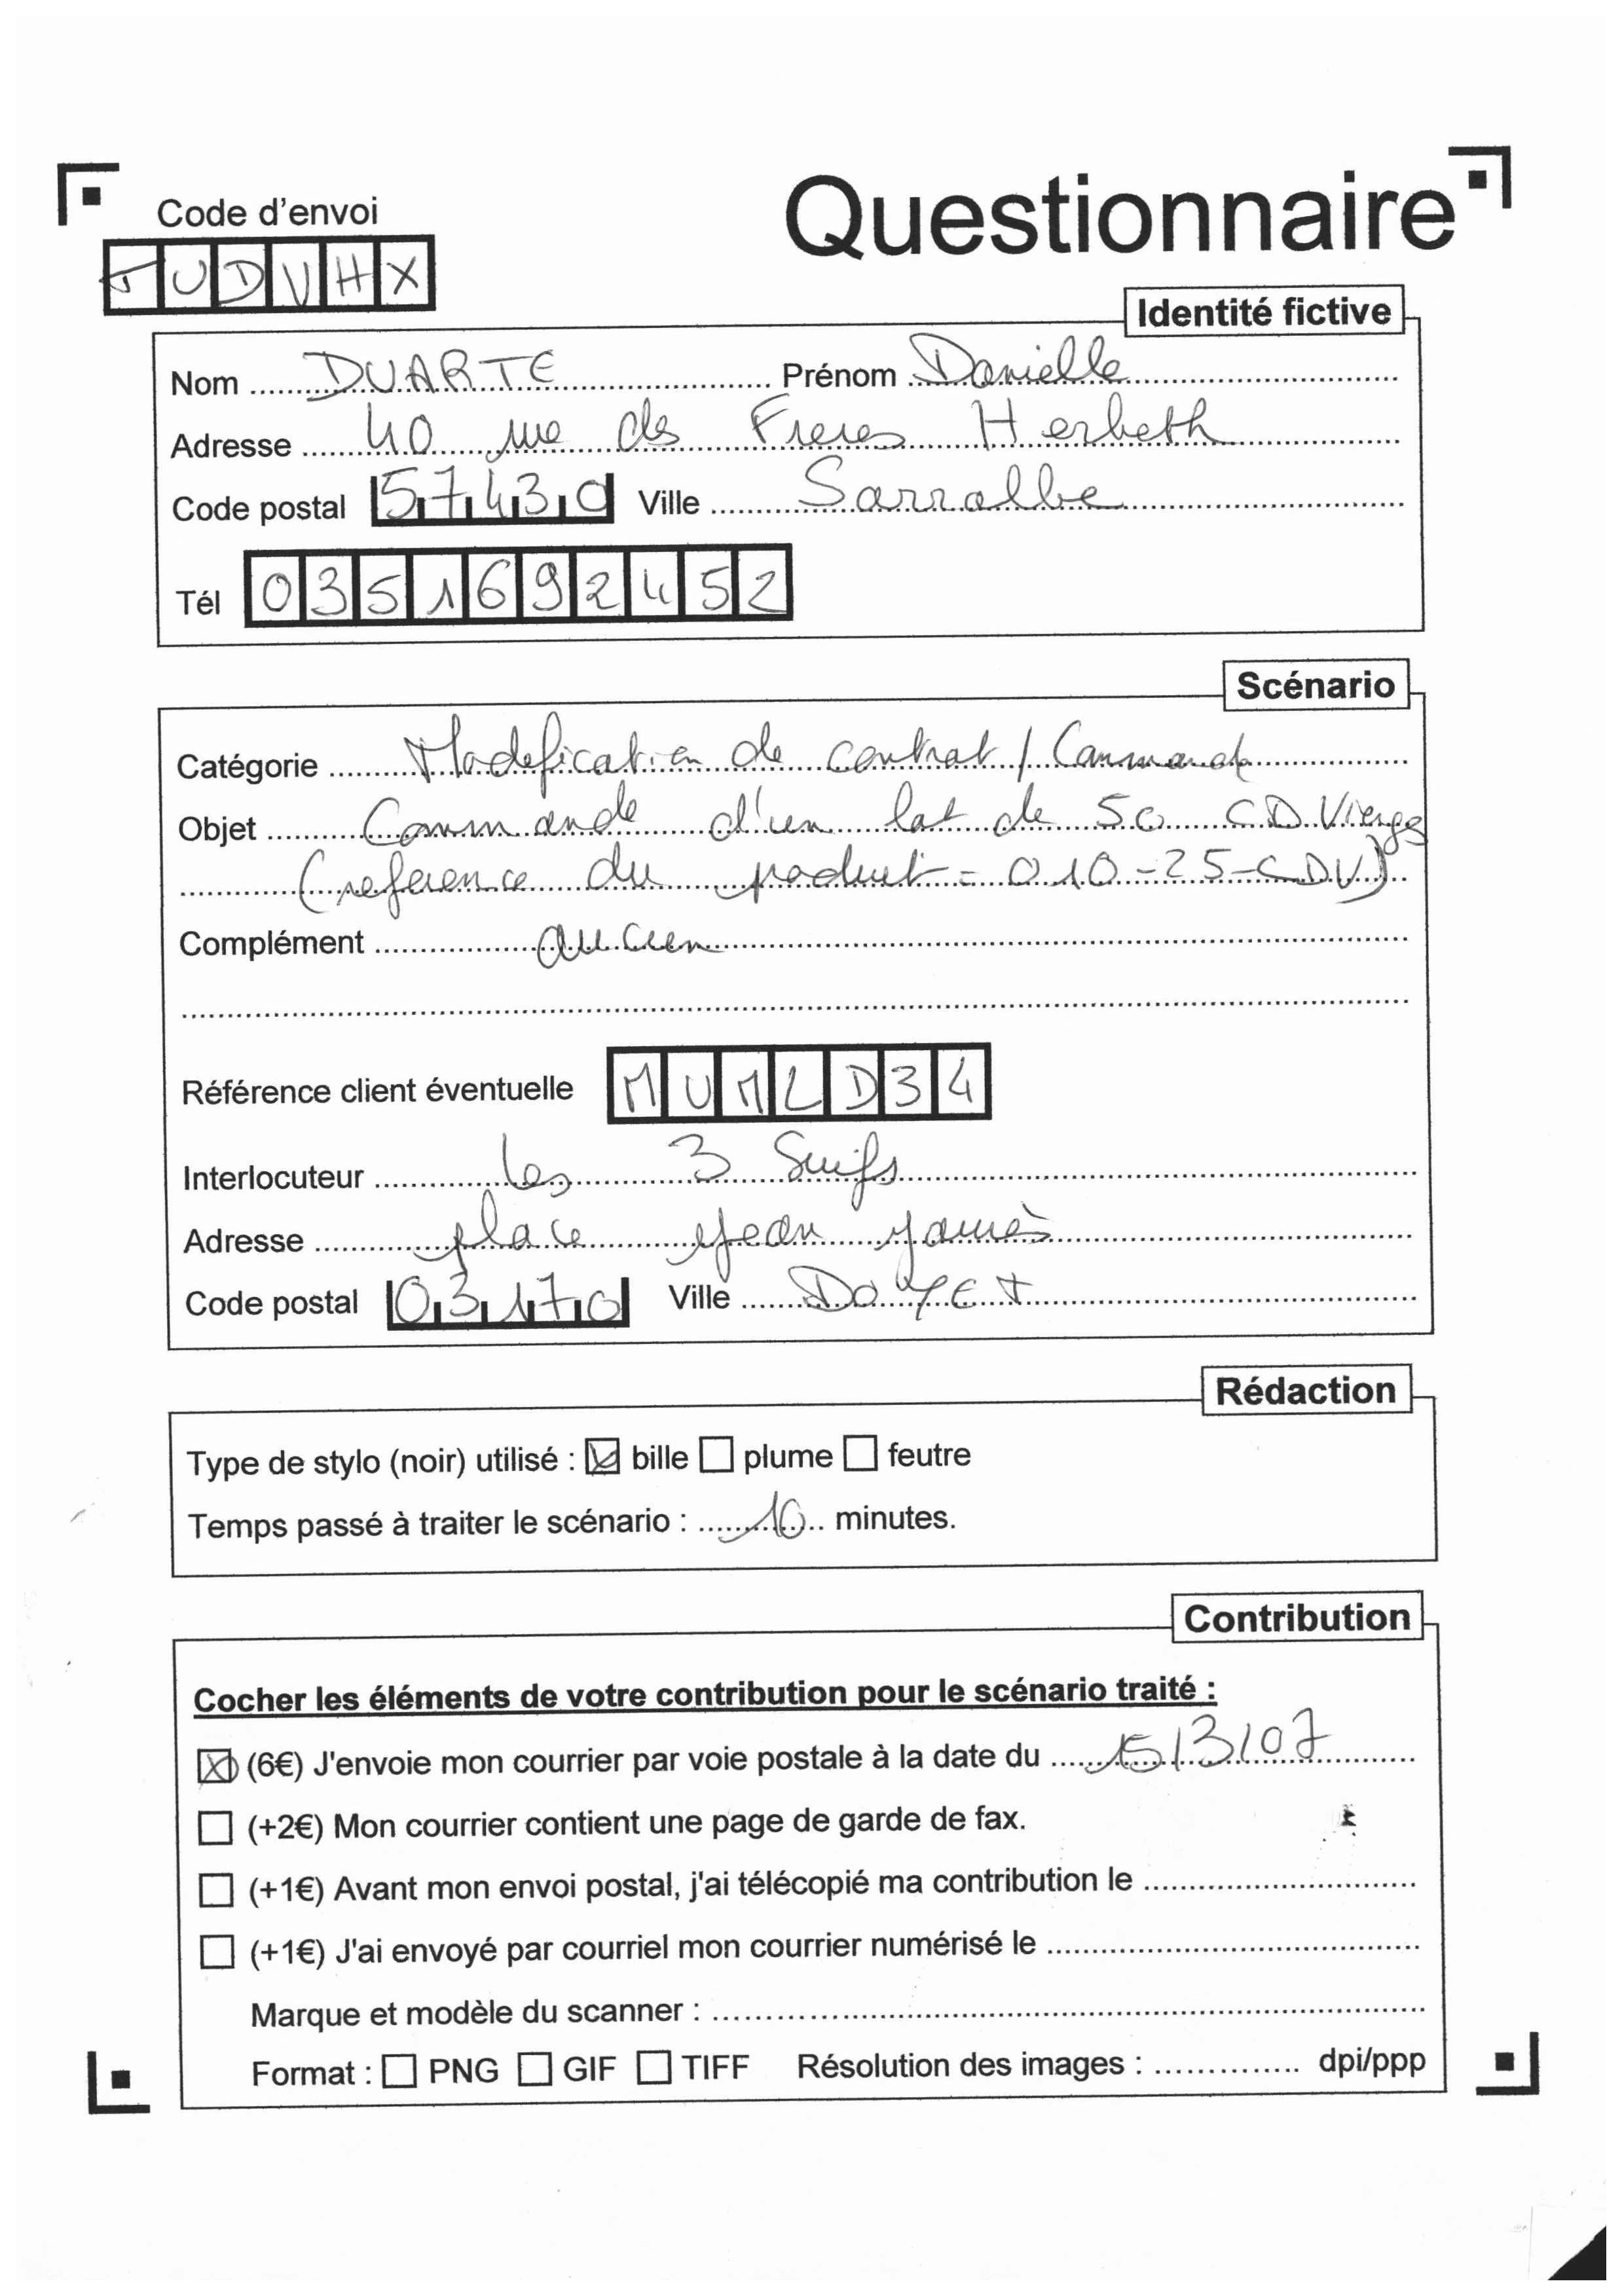 Questionnaire
Code d'envoi
JUDVHX
Identité fictive
Nom DUARTE Prénom Danielle
Adresse 40 rue des Freres Herbeth
Code postal 57430 Ville Sarralbe
Tél 0351692452
Scénario
Catégorie Modification de contrat / Commande
Objet Commande d'un lot de 50 CD Vierges
(reference du produit = 010-25-CDV)
Complément aucun
Référence client éventuelle MUMLD34
Interlocuteur les 3 Suifs
Adresse place Jean Jaurès
Code postal 03170 Ville DOYET
Rédaction
Type de stylo (noir) utilisé : bille plume feutre
Temps passé à traiter le scénario : 10 minutes.
Contribution
Cocher les éléments de votre contribution pour le scénario traité :
(6€) J'envoie mon courrier par voie postale à la date du 15/3/07
(+2€) Mon courrier contient une page de garde de fax.
(+1€) Avant mon envoi postal, j'ai télécopié ma contribution le
(+1€) J'ai envoyé par courriel mon courrier numérisé le
Marque et modèle du scanner :
Format : PNG GIF TIFF Résolution des images : dpi/ppp